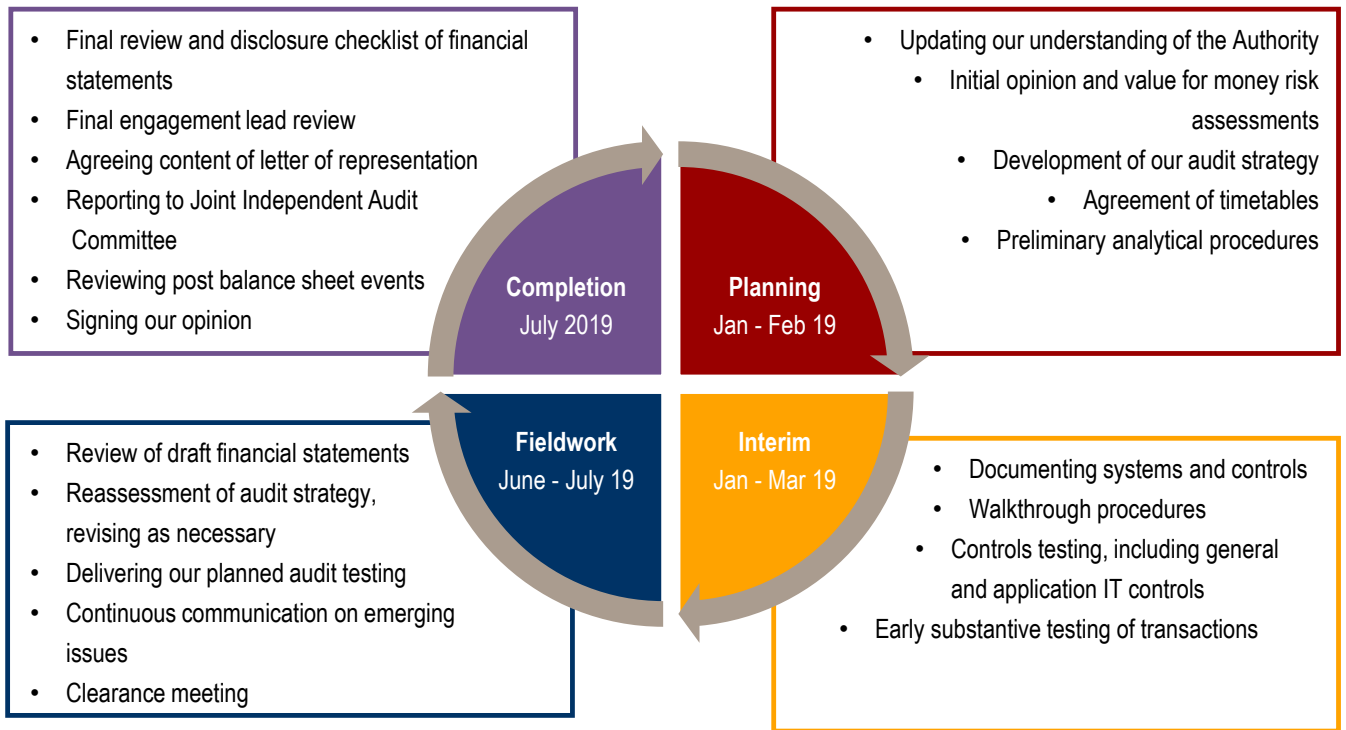 • Final review and disclosure checklist of financial
statements
• Final engagement lead review
• Agreeing content of letter of representation
• Reporting to Joint Independent Audit
Committee
• Reviewing post balance sheet events
• Signing our opinion
• Updating our understanding of the Authority
• Initial opinion and value for money risk
assessments
• Development of our audit strategy
• Agreement of timetables
• Preliminary analytical procedures
Completion
July 2019
Planning
Jan - Feb 19
Fieldwork
June - July 19
Interim
Jan - Mar 19
• Review of draft financial statements
• Reassessment of audit strategy,
revising as necessary
• Delivering our planned audit testing
• Continuous communication on emerging
issues
• Clearance meeting
• Documenting systems and controls
• Walkthrough procedures
• Controls testing, including general
and application IT controls
• Early substantive testing of transactions